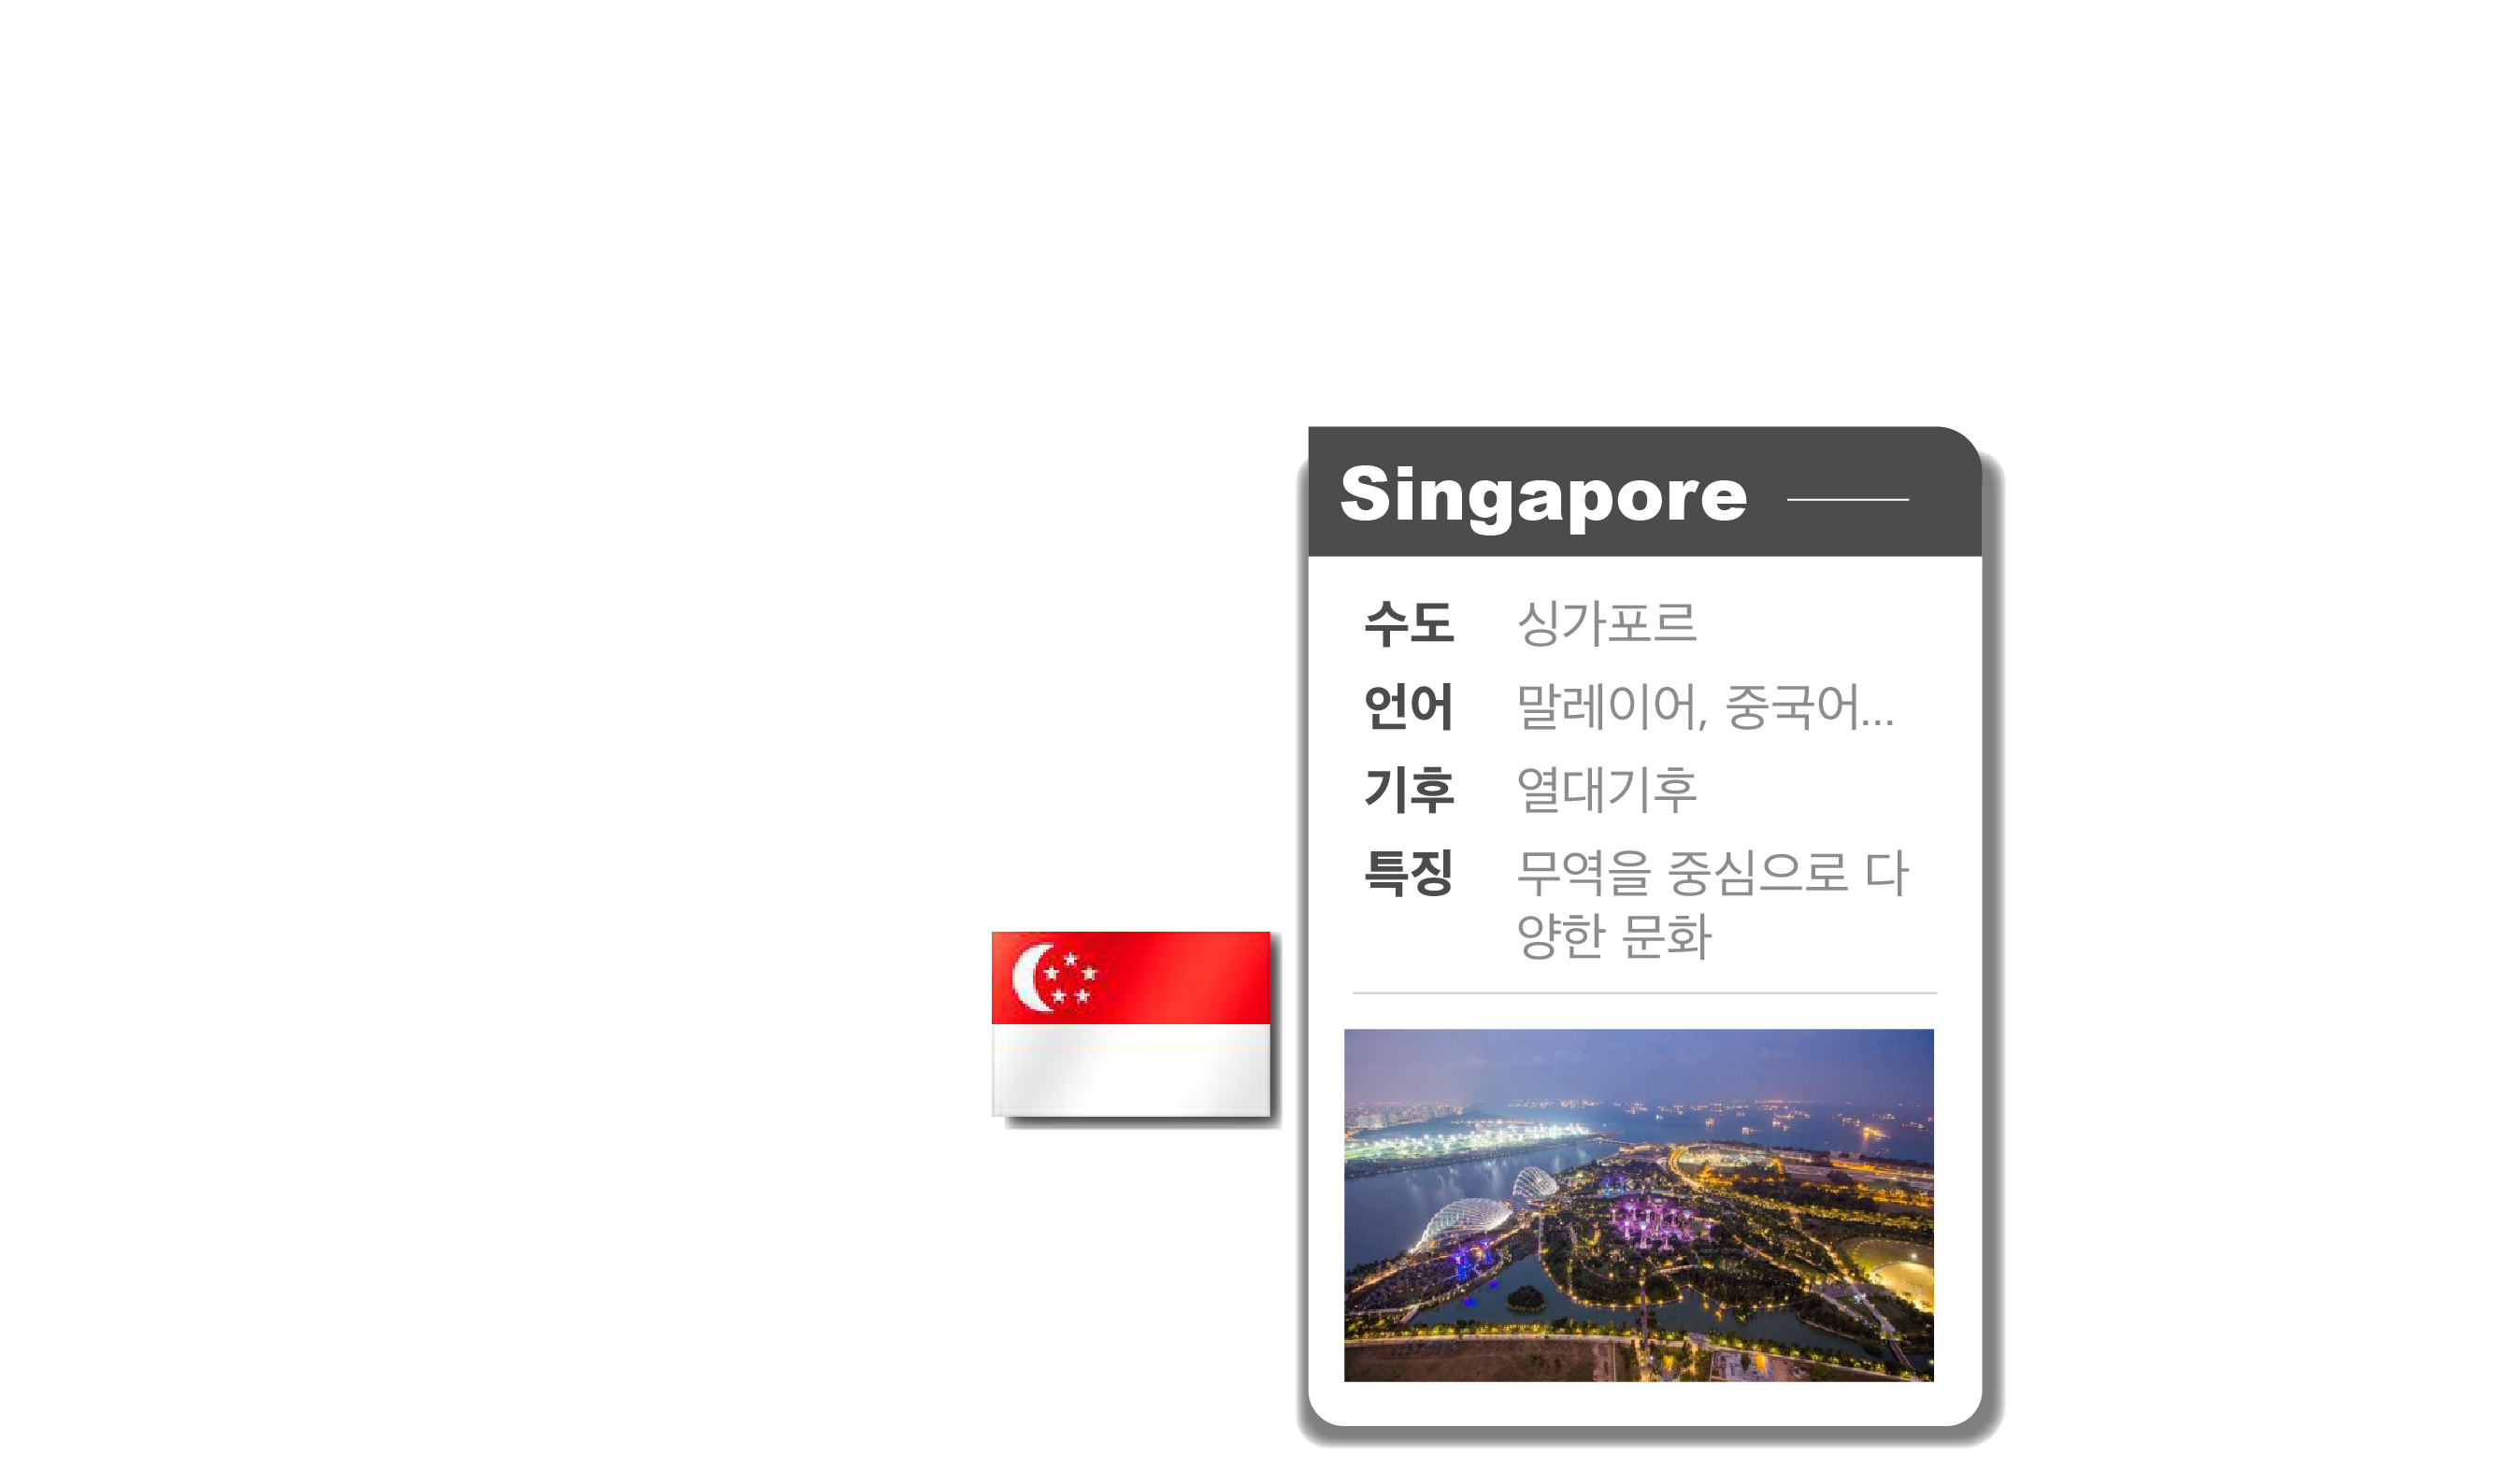 Singapore
수도 싱가포르
언어 말레이어, 중국어...
기후 열대기후
특징 무역을 중심으로 다
양한 문화